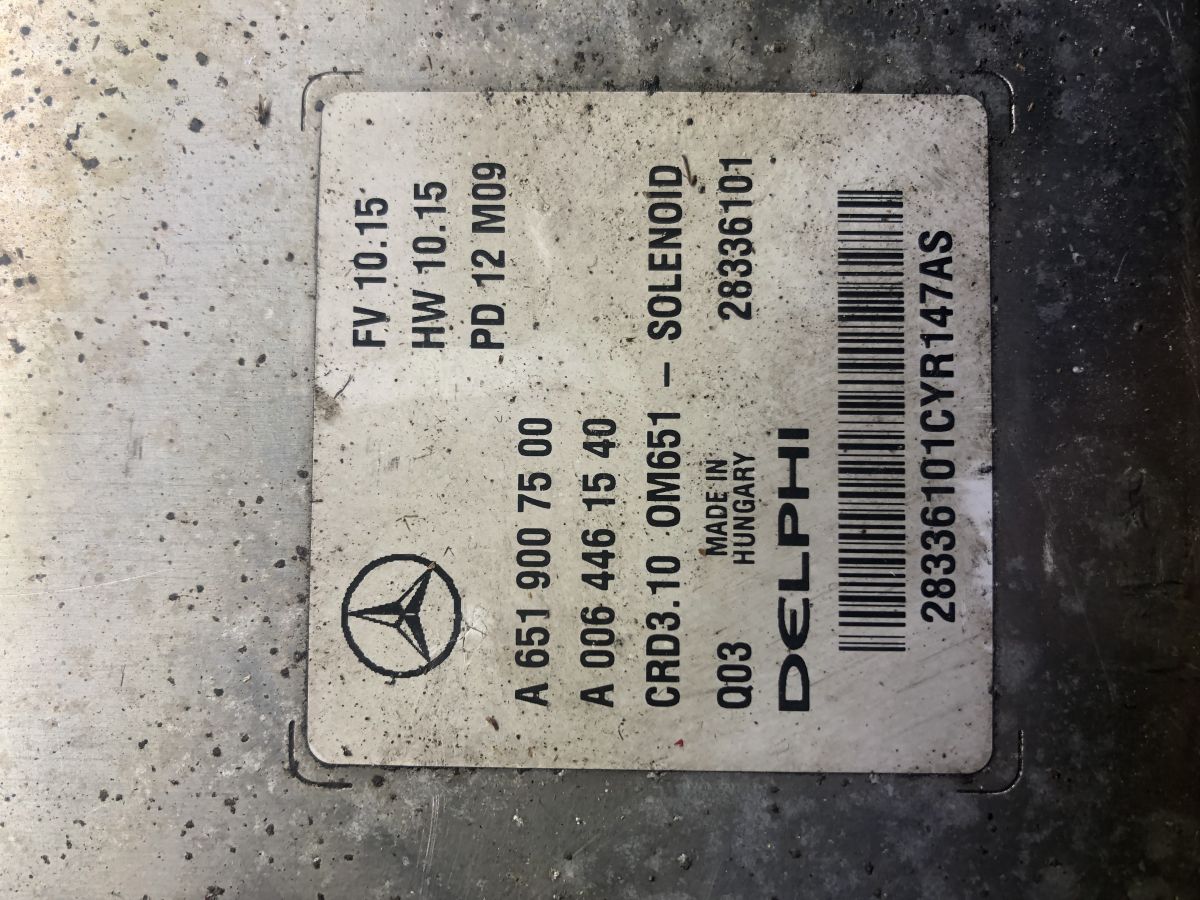 FV 10.15
HW 10.15
PD 12 M09
A 651 900 75 00
A 006 446 15 40
CRD3.10 OM651 – SOLENOID
Q03 MADE IN HUNGARY 28336101
DELPHI
28336101CYR147AS